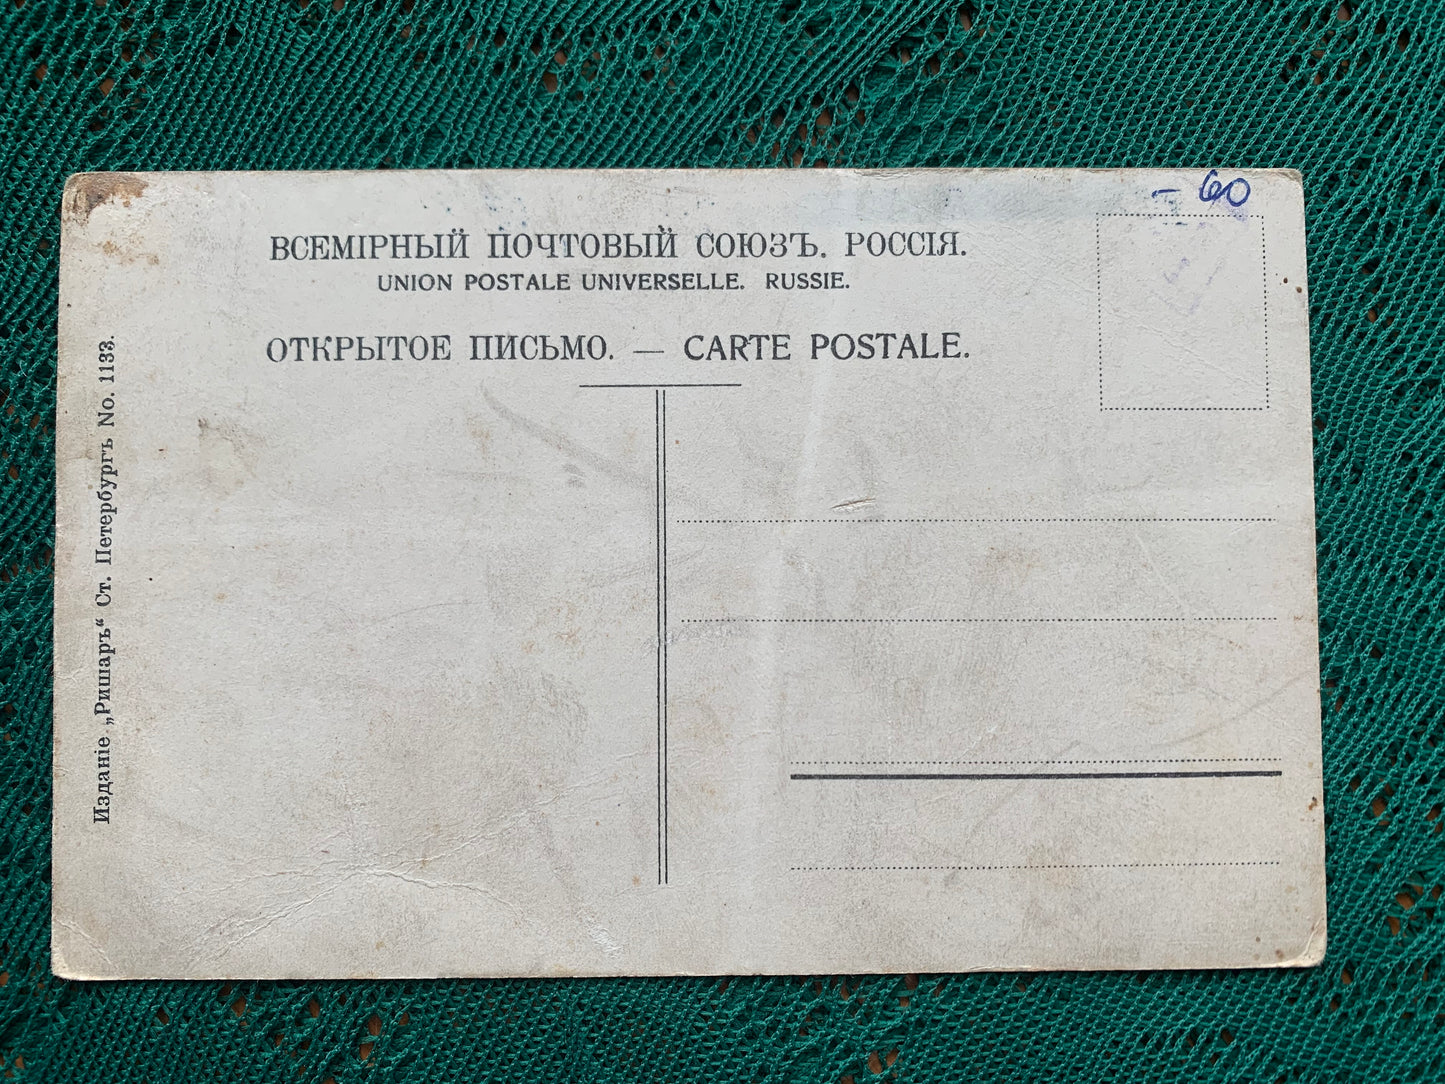 - 60
ВСЕМІРНЫЙ ПОЧТОВЫЙ СОЮЗЪ. РОССІЯ.
UNION POSTALE UNIVERSELLE. RUSSIE.
ОТКРЫТОЕ ПИСЬМО. — CARTE POSTALE.
Изданіе „Ришаръ“ Ст. Петербургъ No. 1133.